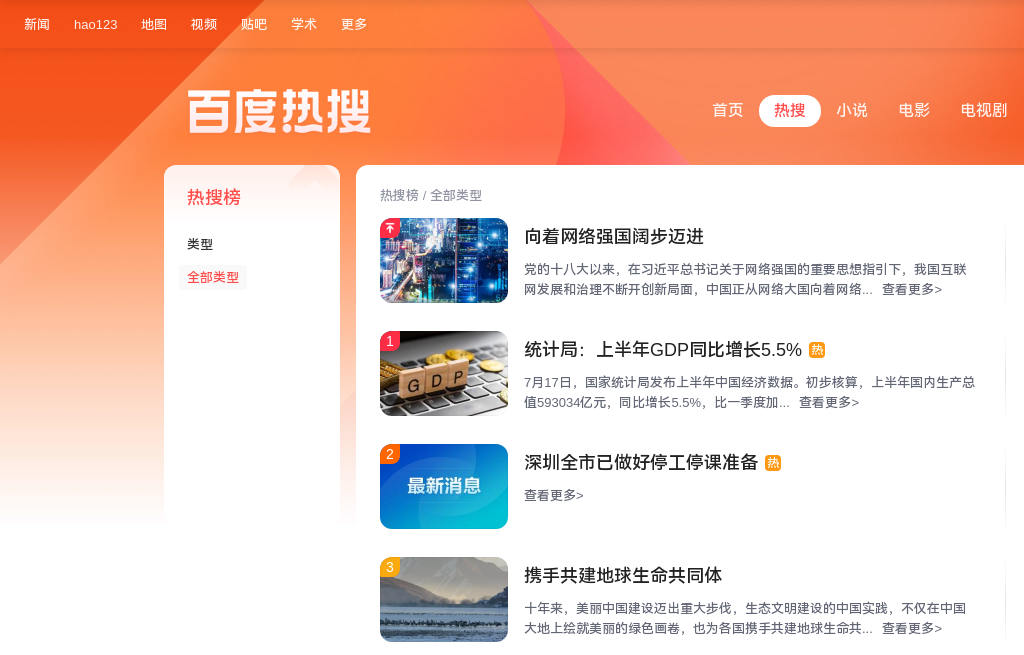 新闻 hao123 地图 视频 贴吧 学术 更多
百度热搜
首页 热搜 小说 电影 电视剧
热搜榜
类型
全部类型
热搜榜 / 全部类型
向着网络强国阔步迈进
党的十八大以来，在习近平总书记关于网络强国的重要思想指引下，我国互联
网发展和治理不断开创新局面，中国正从网络大国向着网络... 查看更多>
1
GDP
统计局：上半年GDP同比增长5.5% 热
7月17日，国家统计局发布上半年中国经济数据。初步核算，上半年国内生产总
值593034亿元，同比增长5.5%，比一季度加... 查看更多>
2
最新消息
深圳全市已做好停工停课准备 热
查看更多>
3
携手共建地球生命共同体
十年来，美丽中国建设迈出重大步伐，生态文明建设的中国实践，不仅在中国
大地上绘就美丽的绿色画卷，也为各国携手共建地球生命共... 查看更多>